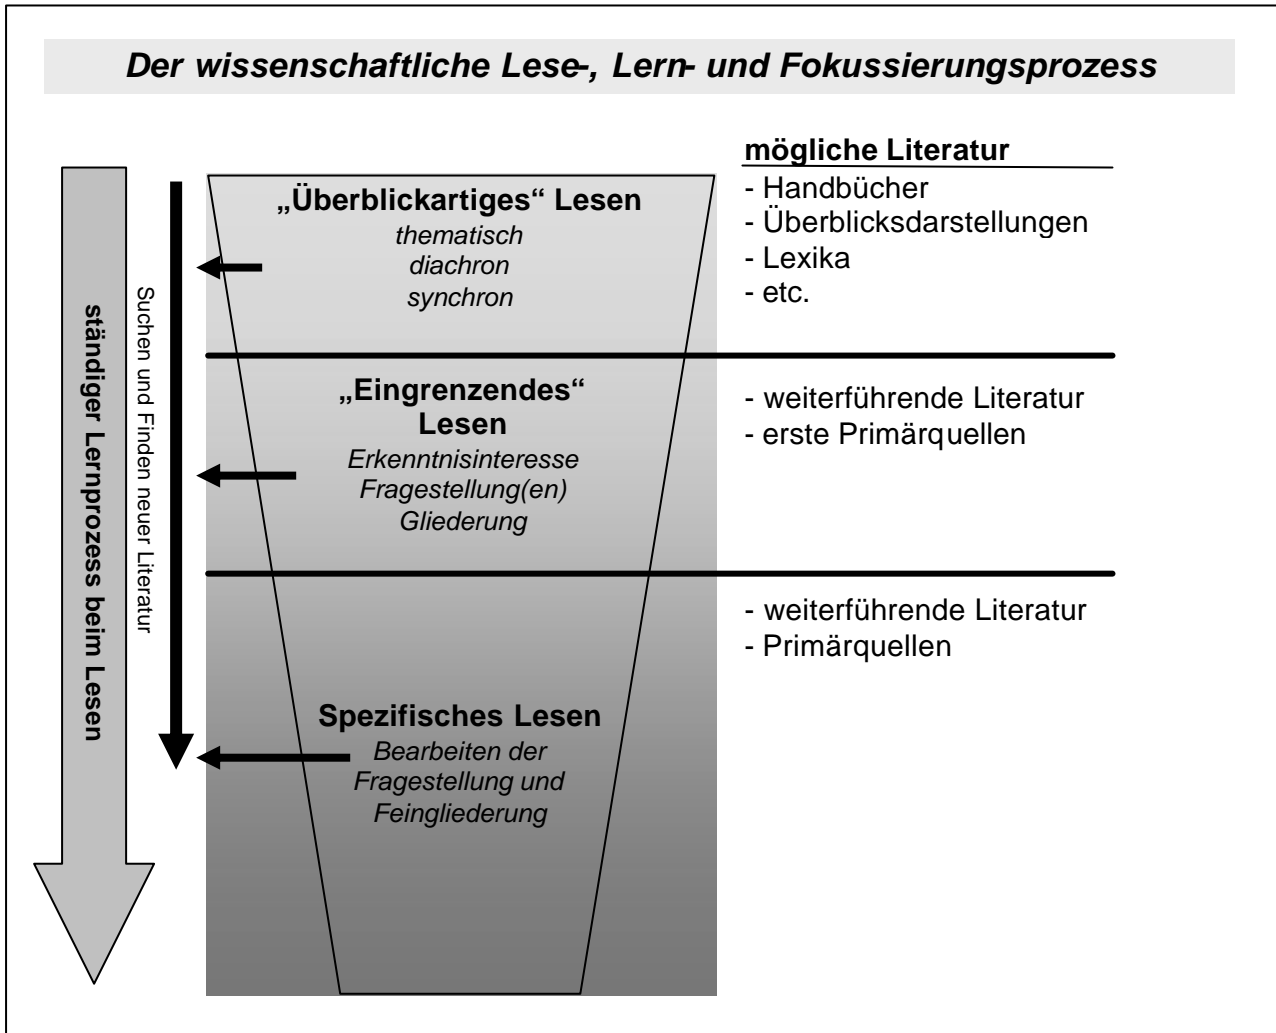 Der wissenschaftliche Lese-, Lern- und Fokussierungsprozess
ständiger Lernprozess beim Lesen
Suchen und Finden neuer Literatur
„Überblickartiges“ Lesen
thematisch
diachron
synchron
mögliche Literatur
- Handbücher
- Überblicksdarstellungen
- Lexika
- etc.
„Eingrenzendes“
Lesen
Erkenntnisinteresse
Fragestellung(en)
Gliederung
- weiterführende Literatur
- erste Primärquellen
Spezifisches Lesen
Bearbeiten der
Fragestellung und
Feingliederung
- weiterführende Literatur
- Primärquellen